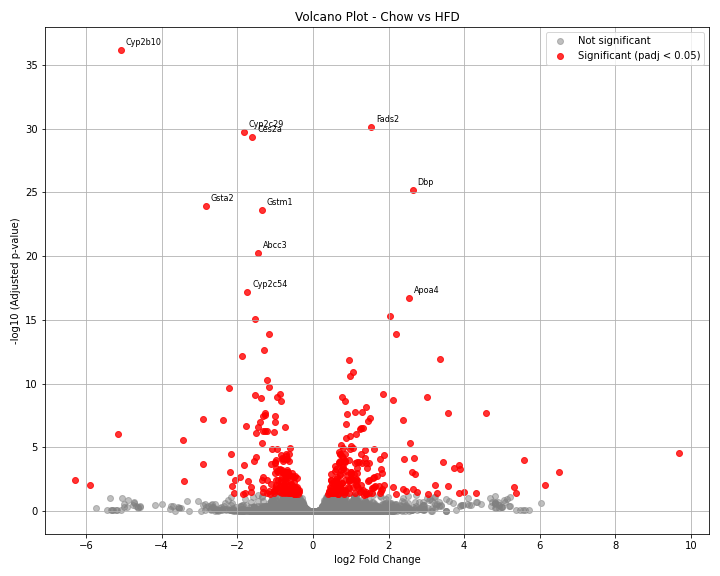 Volcano Plot - Chow vs HFD
Not significant
Significant (padj < 0.05)
Cyp2b10
Cyp2c29
Ces2a
Fads2
Dbp
Gsta2
Gstm1
Abcc3
Cyp2c54
Apoa4
-log10 (Adjusted p-value)
35
30
25
20
15
10
5
0
−6
−4
−2
0
2
4
6
8
10
log2 Fold Change